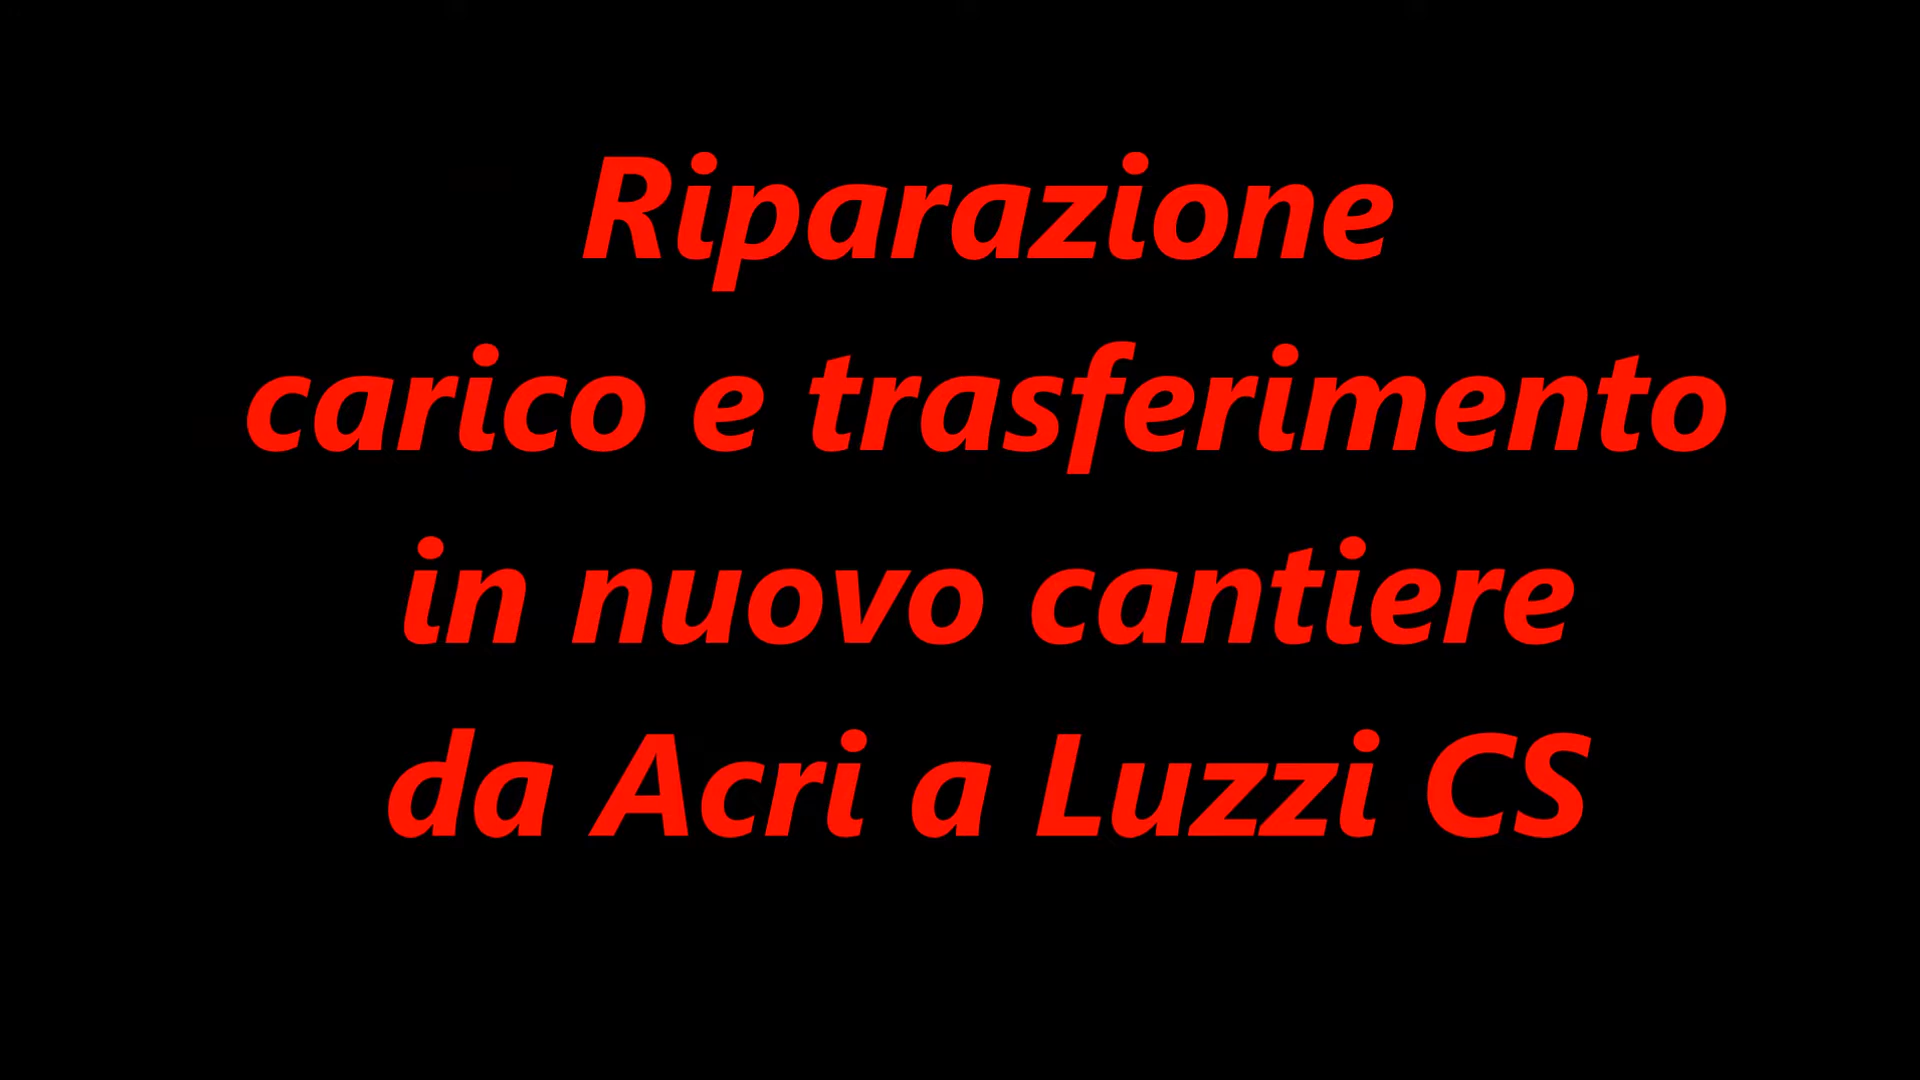 Riparazione
carico e trasferimento
in nuovo cantiere
da Acri a Luzzi CS